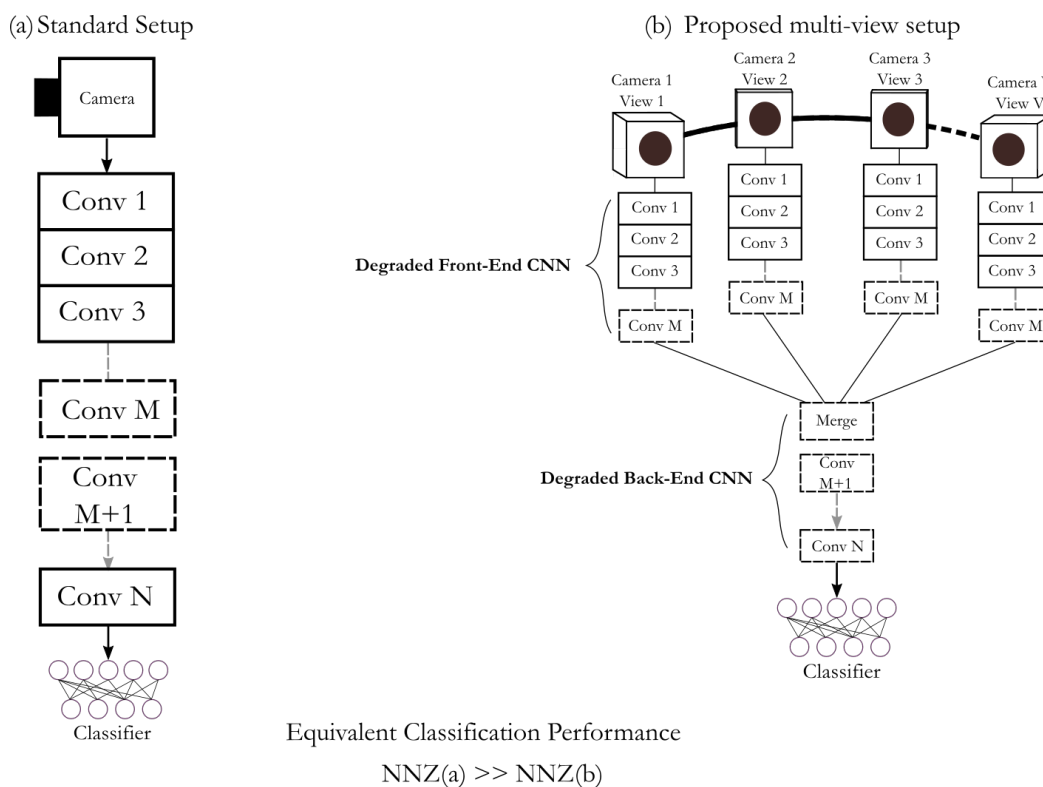 (a) Standard Setup
Camera
Conv 1
Conv 2
Conv 3
Conv M
Conv
M+1
Conv N
Classifier
(b) Proposed multi-view setup
Camera 1
View 1
Camera 2
View 2
Camera 3
View 3
Camera
View V
Conv 1
Conv 2
Conv 3
Conv M
Conv 1
Conv 2
Conv 3
Conv M
Conv 1
Conv 2
Conv 3
Conv M
Conv 1
Conv 2
Conv 3
Conv M
Degraded Front-End CNN
Merge
Conv
M+1
Conv N
Degraded Back-End CNN
Classifier
Equivalent Classification Performance
NNZ(a) >> NNZ(b)